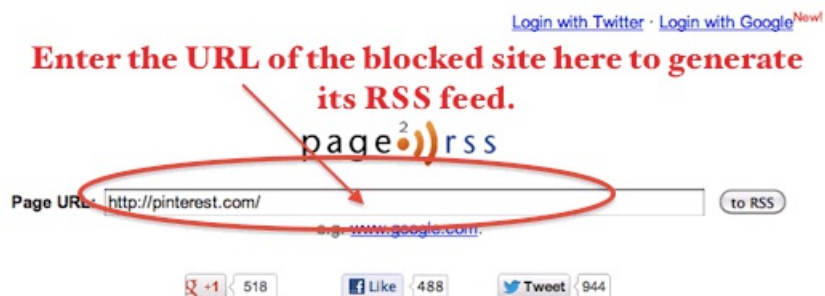 Login with Twitter · Login with Google New!
Enter the URL of the blocked site here to generate
its RSS feed.
page2rss
Page URL: http://pinterest.com/ to RSS
e.g. www.google.com.
+1 518 Like 488 Tweet 944